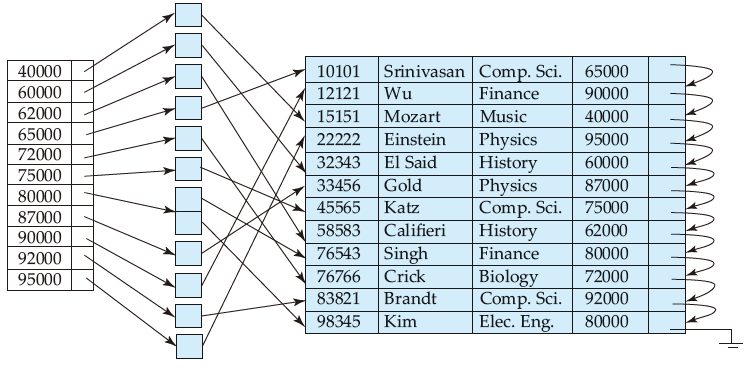 40000
60000
62000
65000
72000
75000
80000
87000
90000
92000
95000
10101 Srinivasan Comp. Sci. 65000
12121 Wu Finance 90000
15151 Mozart Music 40000
22222 Einstein Physics 95000
32343 El Said History 60000
33456 Gold Physics 87000
45565 Katz Comp. Sci. 75000
58583 Califieri History 62000
76543 Singh Finance 80000
76766 Crick Biology 72000
83821 Brandt Comp. Sci. 92000
98345 Kim Elec. Eng. 80000